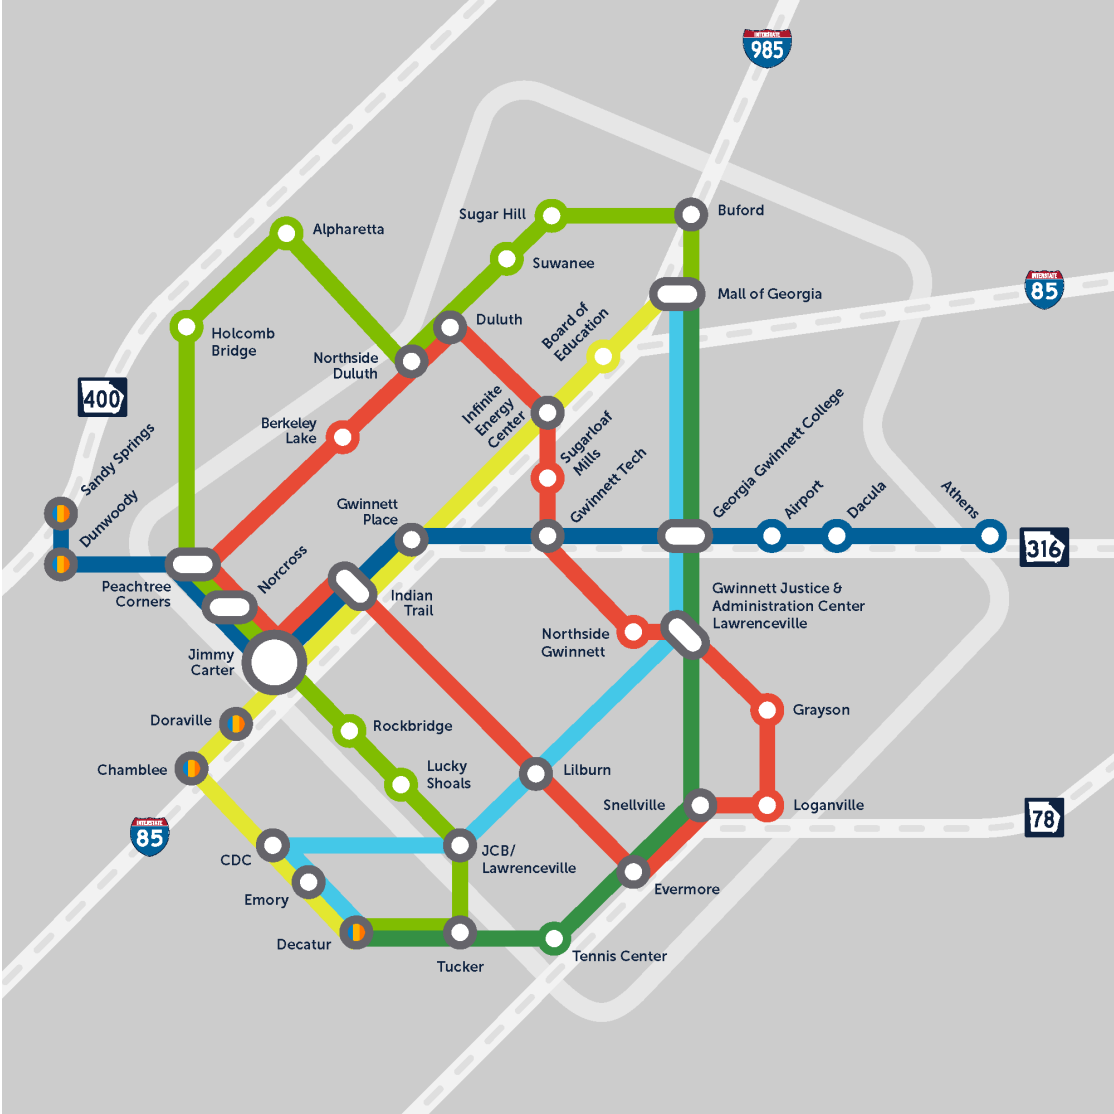 INTERSTATE
985
Sugar Hill
Buford
Alpharetta
Suwanee
INTERSTATE
85
Mall of Georgia
Holcomb
Bridge
Duluth
Board of
Education
Northside
Duluth
400
Berkeley
Lake
Infinite
Energy
Center
Sugarloaf
Mills
Georgia Gwinnett College
Sandy Springs
Dunwoody
Gwinnett
Place
Gwinnett Tech
Airport
Dacula
Athens
316
Norcross
Peachtree
Corners
Indian
Trail
Gwinnett Justice &
Administration Center
Lawrenceville
Northside
Gwinnett
Jimmy
Carter
Doraville
Rockbridge
Grayson
Chamblee
Lucky
Shoals
Lilburn
Snellville
Loganville
INTERSTATE
85
78
CDC
JCB/
Lawrenceville
Emory
Evermore
Decatur
Tucker
Tennis Center